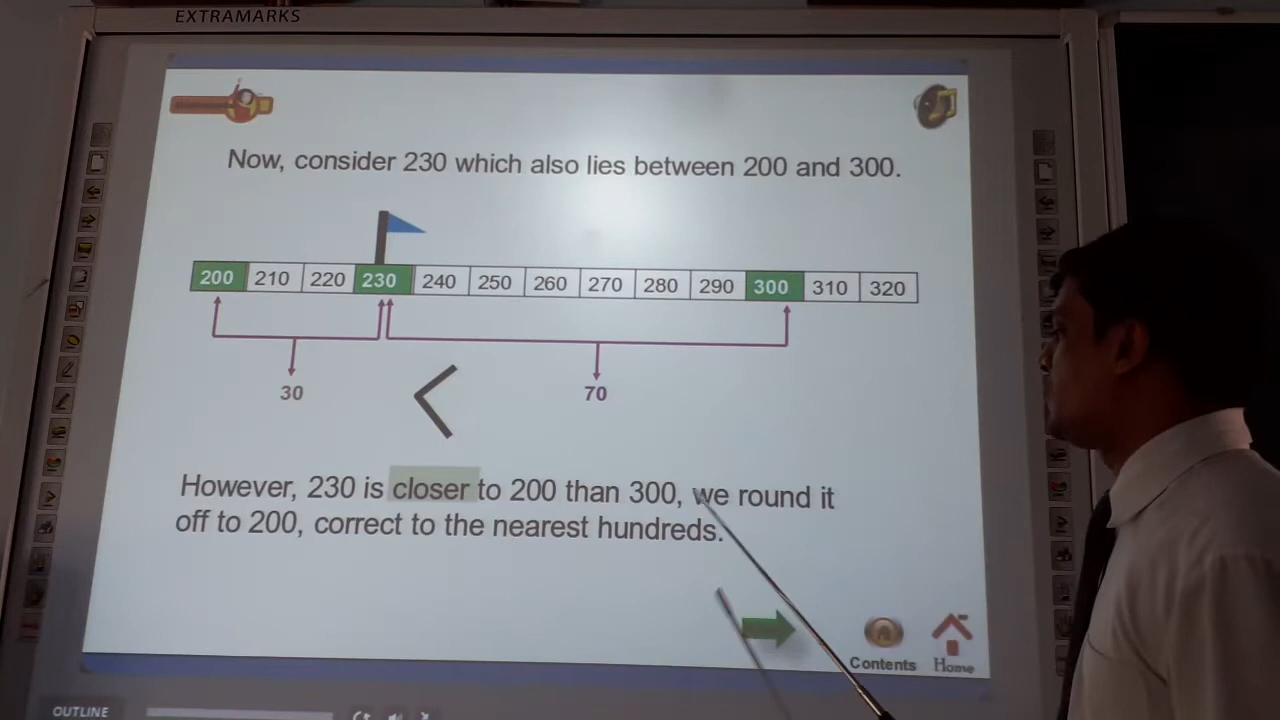 EXTRAMARKS
Now, consider 230 which also lies between 200 and 300.
200 210 220 230 240 250 260 270 280 290 300 310 320
30 < 70
However, 230 is closer to 200 than 300, we round it
off to 200, correct to the nearest hundreds.
Contents Home
OUTLINE